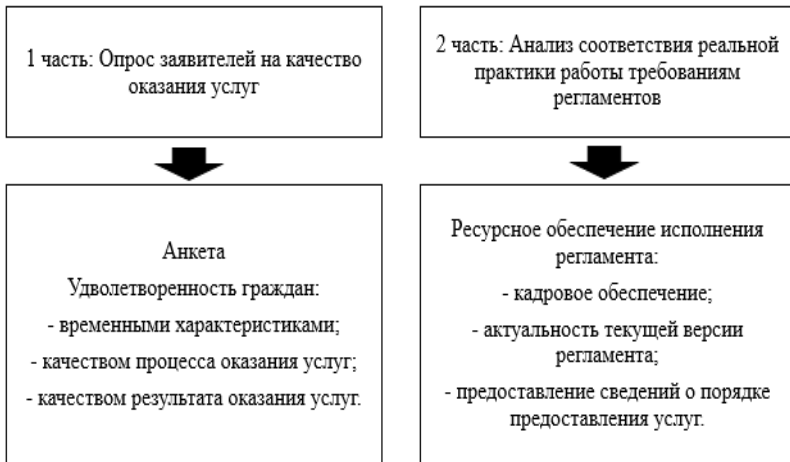 1 часть: Опрос заявителей на качество
оказания услуг
2 часть: Анализ соответствия реальной
практики работы требованиям
регламентов
Анкета
Удволетворенность граждан:
- временными характеристиками;
- качеством процесса оказания услуг;
- качеством результата оказания услуг.
Ресурсное обеспечение исполнения
регламента:
- кадровое обеспечение;
- актуальность текущей версии
регламента;
- предоставление сведений о порядке
предоставления услуг.